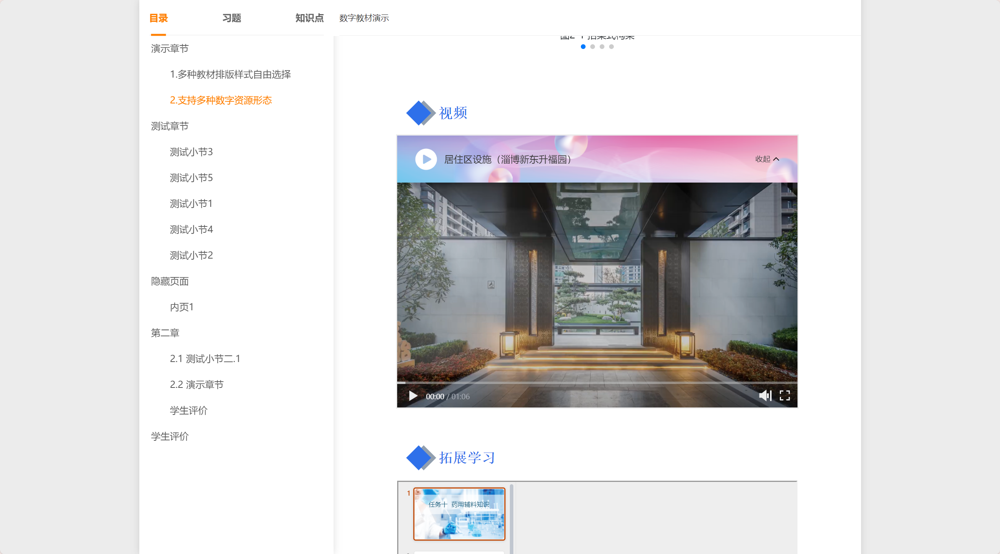 目录
习题
知识点
数字教材演示
演示章节
1.多种教材排版样式自由选择
2.支持多种数字资源形态
测试章节
测试小节3
测试小节5
测试小节1
测试小节4
测试小节2
隐藏页面
内页1
第二章
2.1 测试小节二.1
2.2 演示章节
学生评价
学生评价
视频
居住区设施（淄博新东升福园）
收起
00:00 / 01:06
拓展学习
1
任务十 药用辅料知识